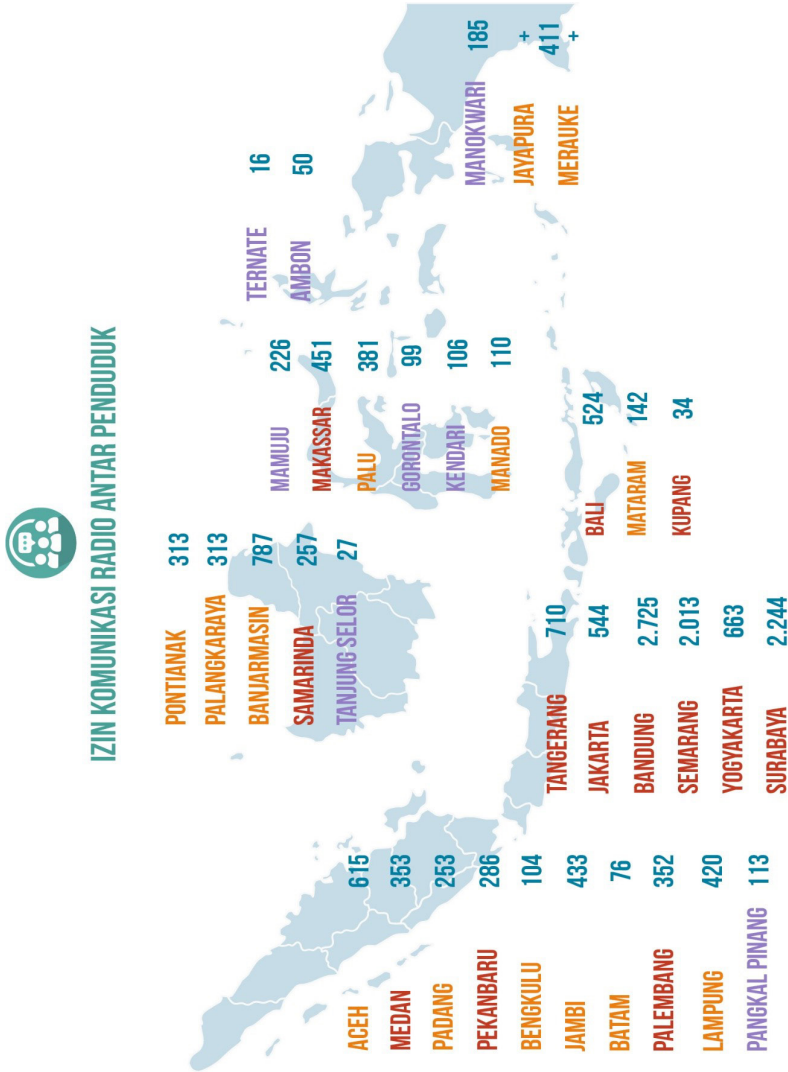 IZIN KOMUNIKASI RADIO ANTAR PENDUDUK
PONTIANAK 313
PALANGKARAYA 313
BANJARMASIN 787
SAMARINDA 257
TANJUNG SELOR 27
TERNATE 16
AMBON 50
MAMUJU 226
MAKASSAR 451
PALU 381
GORONTALO 99
KENDARI 106
MANADO 110
MANOKWARI 185
JAYAPURA +
411
MERAUKE +
ACEH 615
MEDAN 353
PADANG 253
PEKANBARU 286
BENGKULU 104
JAMBI 433
BATAM 76
PALEMBANG 352
LAMPUNG 420
PANGKAL PINANG 113
TANGERANG 710
JAKARTA 544
BANDUNG 2.725
SEMARANG 2.013
YOGYAKARTA 663
SURABAYA 2.244
BALI 524
MATARAM 142
KUPANG 34